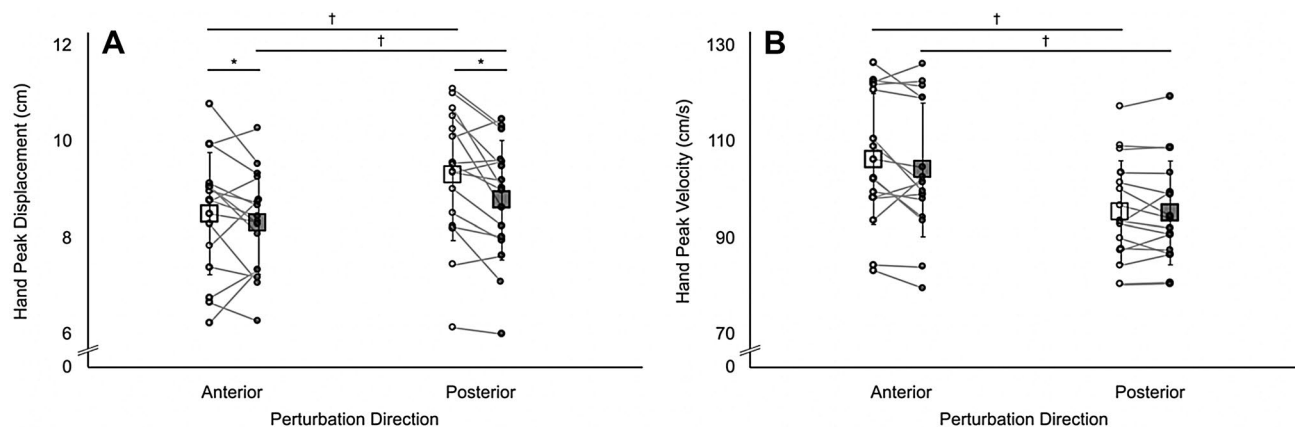 A
†
†
*
*
12
10
8
6
0
Hand Peak Displacement (cm)
Anterior
Posterior
Perturbation Direction
B
†
†
130
110
90
70
0
Hand Peak Velocity (cm/s)
Anterior
Posterior
Perturbation Direction